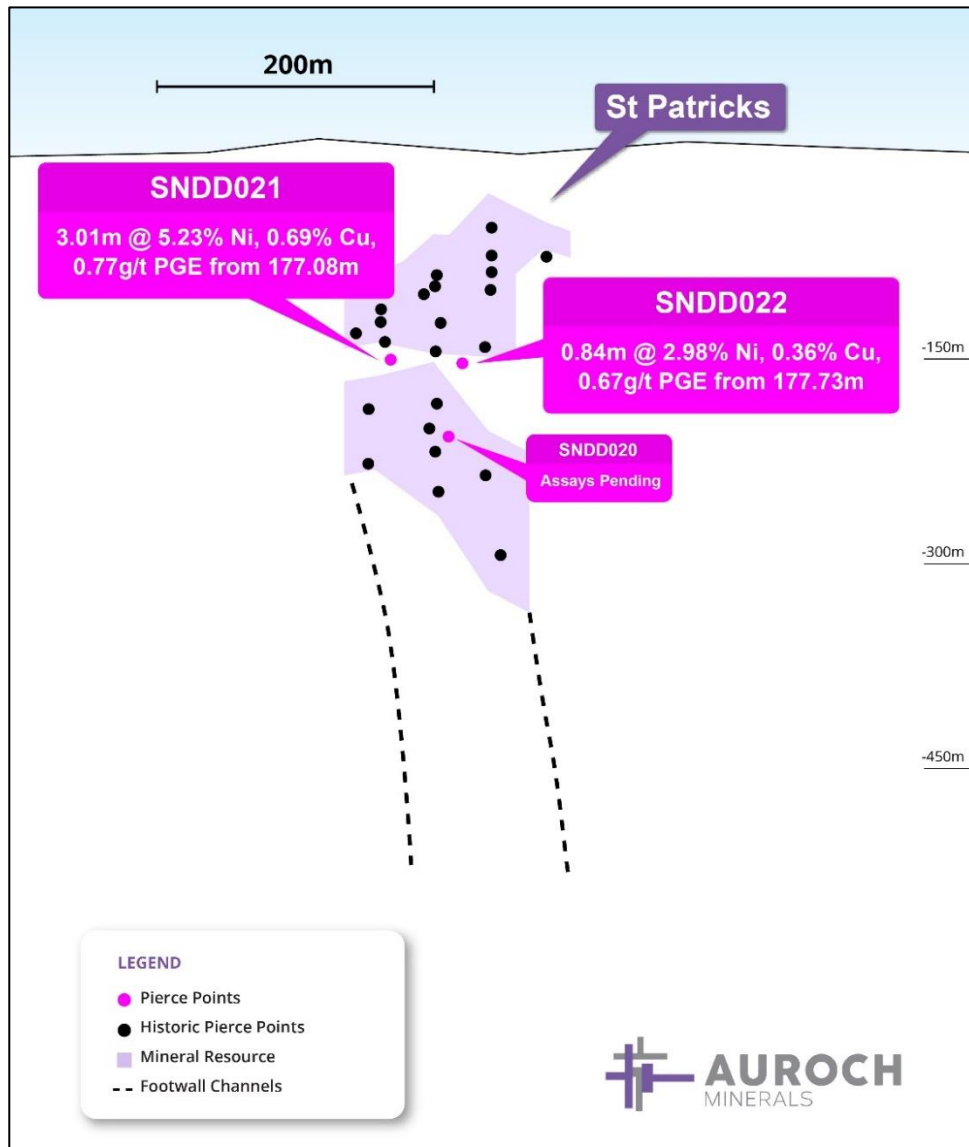 200m
St Patricks
SNDD021
3.01m @ 5.23% Ni, 0.69% Cu,
0.77g/t PGE from 177.08m
SNDD022
0.84m @ 2.98% Ni, 0.36% Cu,
0.67g/t PGE from 177.73m
-150m
SNDD020
Assays Pending
-300m
-450m
LEGEND
Pierce Points
Historic Pierce Points
Mineral Resource
Footwall Channels
AUROCH
MINERALS